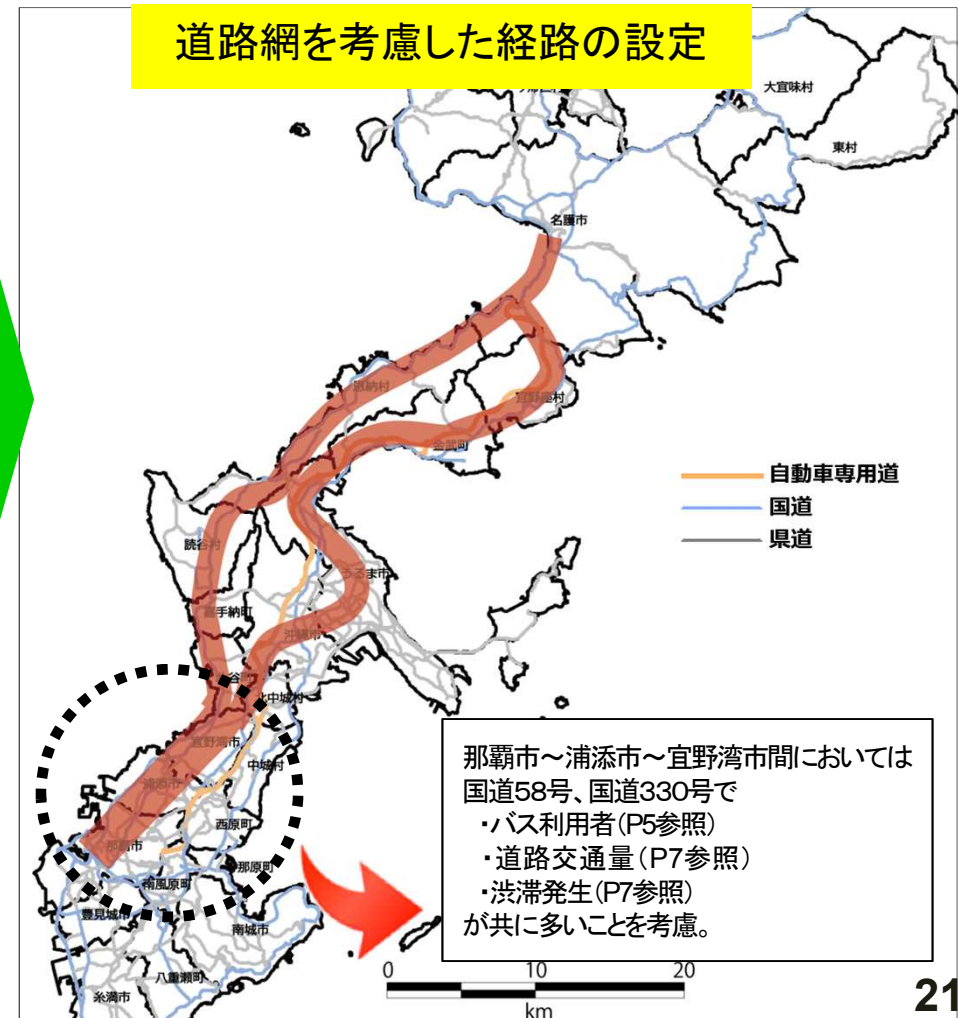 道路網を考慮した経路の設定
大宜味村
東村
名護市
恩納村
宜野座村
金武町
自動車専用道
国道
県道
読谷村
うるま市
嘉手納町
沖縄市
北中城村
宜野湾市
中城村
浦添市
西原町
那覇市
与那原町
南風原町
豊見城市
南城市
八重瀬町
糸満市
那覇市～浦添市～宜野湾市間においては
国道58号、国道330号で
・バス利用者(P5参照)
・道路交通量(P7参照)
・渋滞発生(P7参照)
が共に多いことを考慮。
0 10 20
km
21